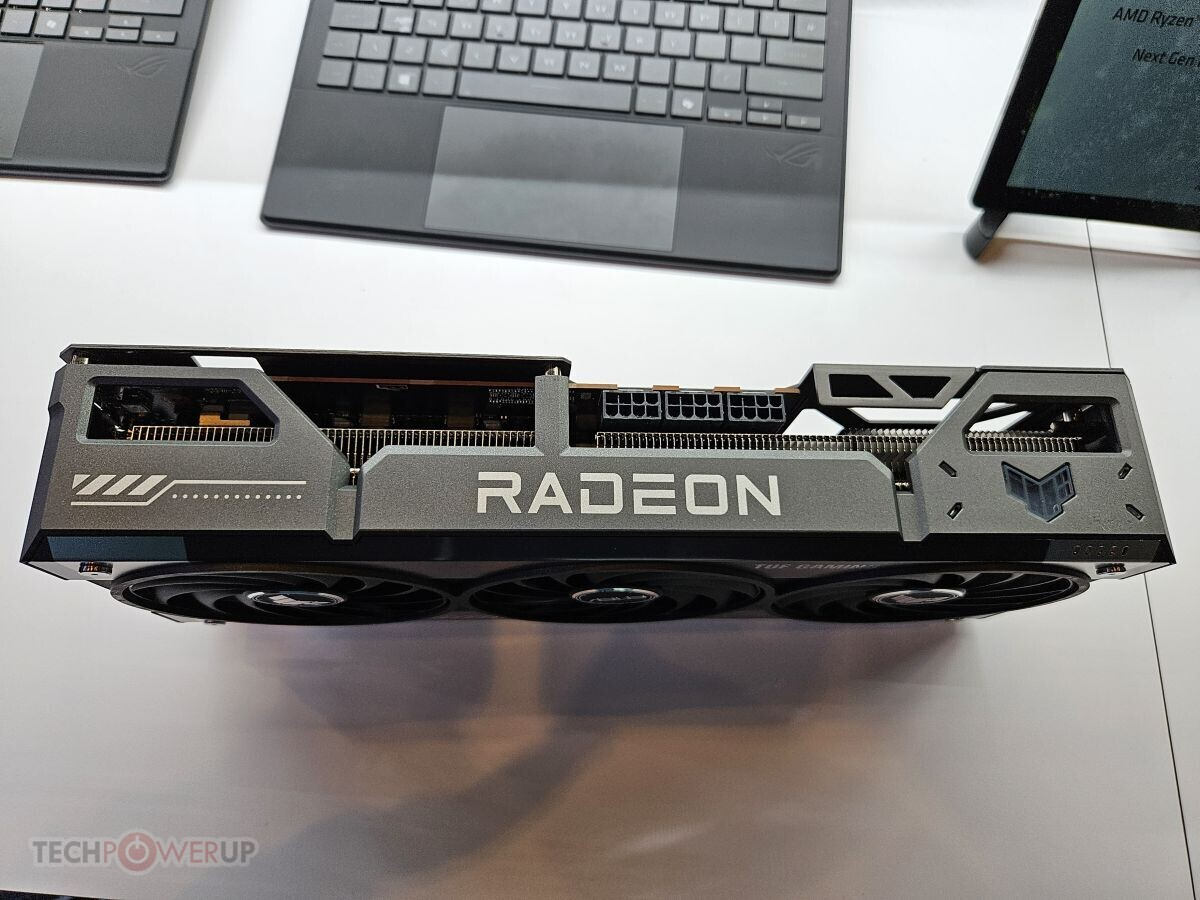 AMD Ryzen
Next Gen
RADEON
TUF GAMING
TECHPOWERUP